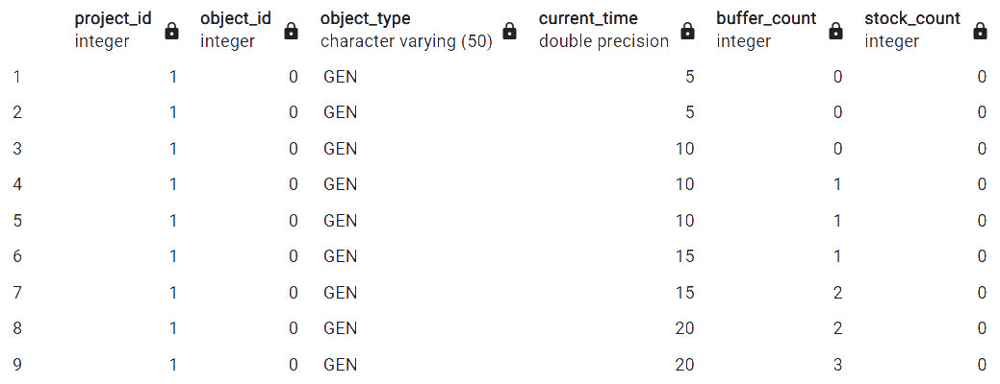 project_id object_id object_type current_time buffer_count stock_count
integer integer character varying (50) double precision integer integer
1 1 0 GEN 5 0 0
2 1 0 GEN 5 0 0
3 1 0 GEN 10 0 0
4 1 0 GEN 10 1 0
5 1 0 GEN 10 1 0
6 1 0 GEN 15 1 0
7 1 0 GEN 15 2 0
8 1 0 GEN 20 2 0
9 1 0 GEN 20 3 0